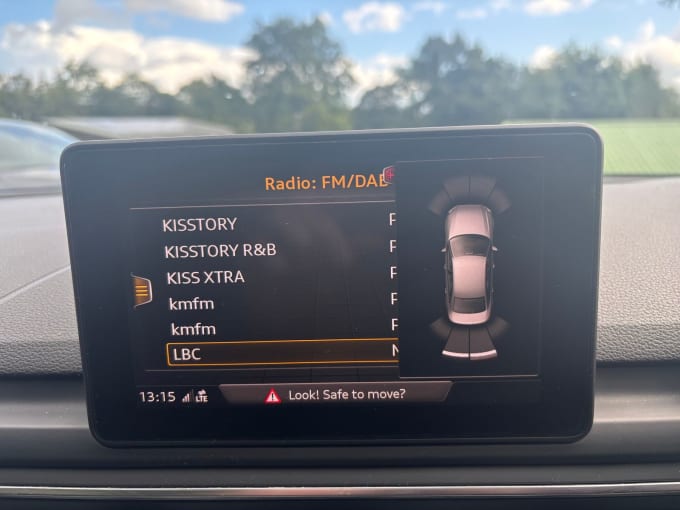 Radio: FM/DAB
KISSTORY
KISSTORY R&B
KISS XTRA
kmfm
kmfm
LBC
13:15 LTE Look! Safe to move?